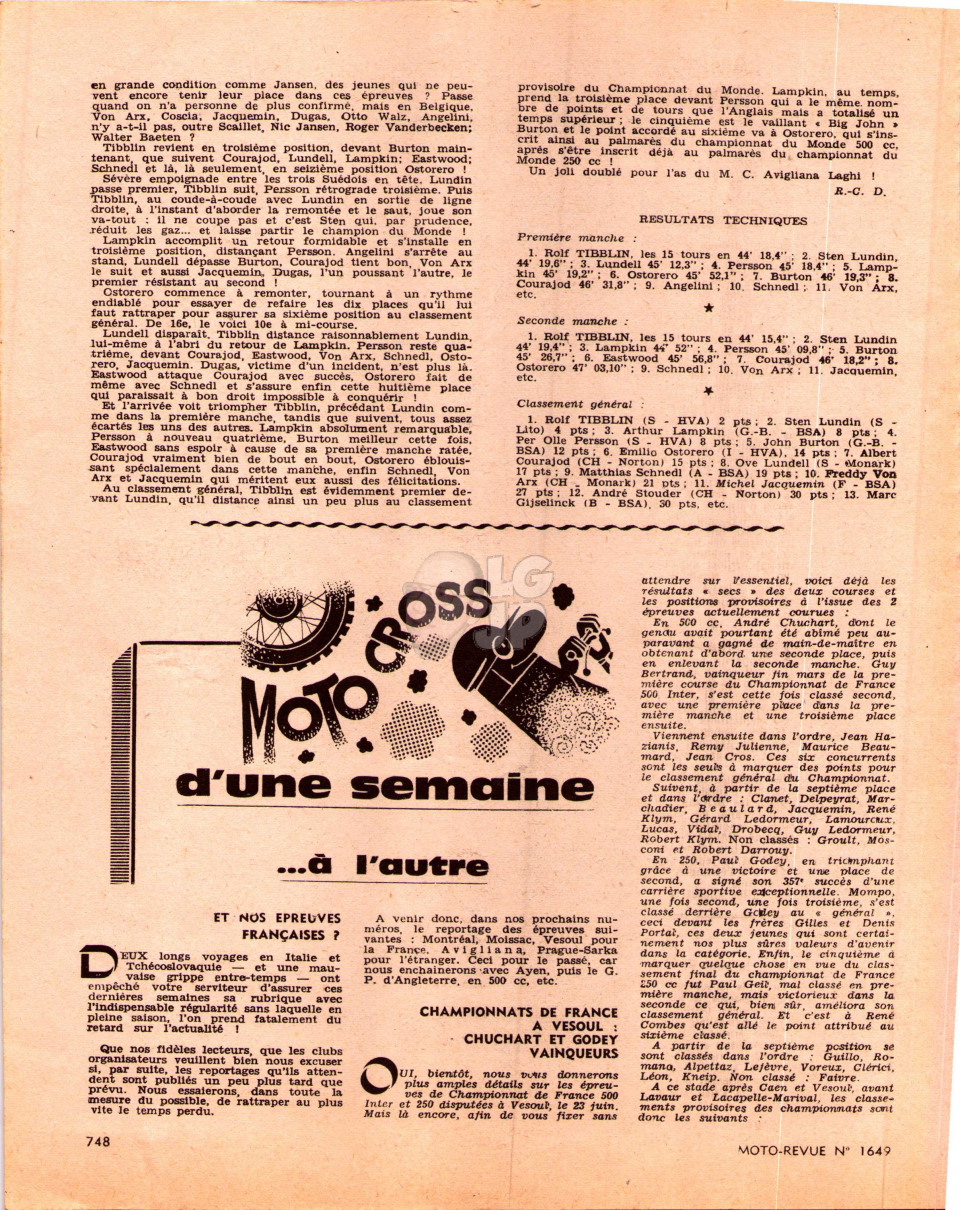 en grande condition comme Jansen, des jeunes qui ne peu-
vent encore tenir leur place dans ces épreuves ? Passe
quand on n'a personne de plus confirmé, mais en Belgique,
Von Arx, Coscia, Jacquemin, Dugas, Otto Walz, Angelini,
n'y a-t-il pas, outre Scaillet, Nic Jansen, Roger Vanderbecken;
Walter Baeten ?
Tibblin revient en troisième position, devant Burton main-
tenant, que suivent Courajod, Lundell, Lampkin; Eastwood;
Schnedl et là, là seulement, en seizième position Ostorero !
Sévère empoignade entre les trois Suédois en tête. Lundin
passe premier, Tibblin suit, Persson rétrograde troisième. Puis
Tibblin, au coude-à-coude avec Lundin en sortie de ligne
droite, à l'instant d'aborder la remontée et le saut, joue son
va-tout : il ne coupe pas et c'est Sten qui, par prudence,
réduit les gaz... et laisse partir le champion du Monde !
Lampkin accomplit un retour formidable et s'installe en
troisième position, distançant Persson. Angelini s'arrête au
stand, Lundell dépasse Burton, Courajod tient bon, Von Arx
le suit et aussi Jacquemin, Dugas, l'un poussant l'autre, le
premier résistant au second !
Ostorero commence à remonter, tournant à un rythme
endiablé pour essayer de refaire les dix places qu'il lui
faut rattraper pour assurer sa sixième position au classement
général. De 16e, le voici 10e à mi-course.
Lundell disparaît. Tibblin distance raisonnablement Lundin,
lui-même à l'abri du retour de Lampkin. Persson reste qua-
trième, devant Courajod, Eastwood, Von Arx, Schnedl, Osto-
rero, Jacquemin. Dugas, victime d'un incident, n'est plus là.
Eastwood attaque Courajod avec succès, Ostorero fait de
même avec Schnedl et s'assure enfin cette huitième place
qui paraissait à bon droit impossible à conquérir !
Et l'arrivée voit triompher Tibblin, précédant Lundin com-
me dans la première manche, tandis que suivent, tous assez
écartés les uns des autres. Lampkin absolument remarquable,
Persson à nouveau quatrième, Burton meilleur cette fois,
Eastwood sans espoir à cause de sa première manche ratée,
Courajod vraiment bien de bout en bout, Ostorero éblouis-
sant spécialement dans cette manche, enfin Schnedl, Von
Arx et Jacquemin qui méritent eux aussi des félicitations.
Au classement général, Tibblin est évidemment premier de-
vant Lundin, qu'il distance ainsi un peu plus au classement
provisoire du Championnat du Monde. Lampkin, au temps,
prend la troisième place devant Persson qui a le même nom-
bre de points et de tours que l'Anglais mais a totalisé un
temps supérieur ; le cinquième est le vaillant « Big John »
Burton et le point accordé au sixième va à Ostorero, qui s'ins-
crit ainsi au palmarès du championnat du Monde 500 cc,
après s'être inscrit déjà au palmarès du championnat du
Monde 250 cc !
Un joli doublé pour l'as du M. C. Avigliana Laghi !
R.-C. D.
RESULTATS TECHNIQUES
Première manche :
1. Rolf TIBBLIN, les 15 tours en 44' 18,4'' ; 2. Sten Lundin,
44' 19,6'' ; 3. Lundell 45' 12,3'' ; 4. Persson 45' 18,4'' ; 5. Lamp-
kin 45' 19,2'' ; 6. Ostorero 45' 52,1'' ; 7. Burton 46' 19,3'' ; 8.
Courajod 46' 31,8'' ; 9. Angelini ; 10. Schnedl ; 11. Von Arx,
etc.
★
Seconde manche :
1. Rolf TIBBLIN, les 15 tours en 44' 15,4'' ; 2. Sten Lundin
44' 19,4'' ; 3. Lampkin 44' 52'' ; 4. Persson 45' 09,8'' ; 5. Burton
45' 26,7'' ; 6. Eastwood 45' 56,8'' ; 7. Courajod 46' 18,2'' ; 8.
Ostorero 47' 03,10'' ; 9. Schnedl ; 10. Von Arx ; 11. Jacquemin,
etc.
★
Classement général :
1. Rolf TIBBLIN (S - HVA) 2 pts ; 2. Sten Lundin (S -
Lito) 4 pts ; 3. Arthur Lampkin (G.-B. - BSA) 8 pts ; 4.
Per Olle Persson (S - HVA) 8 pts ; 5. John Burton (G.-B. -
BSA) 12 pts ; 6. Emilio Ostorero (I - HVA), 14 pts ; 7. Albert
Courajod (CH - Norton) 15 pts ; 8. Ove Lundell (S - Monark)
17 pts ; 9. Matthias Schnedl (A - BSA) 19 pts ; 10. Freddy Von
Arx (CH - Monark) 21 pts ; 11. Michel Jacquemin (F - BSA)
27 pts ; 12. André Stouder (CH - Norton) 30 pts ; 13. Marc
Gijselinck (B - BSA), 30 pts, etc.
MOTO CROSS
d'une semaine
...à l'autre
ET NOS EPREUVES
FRANÇAISES ?
DEUX longs voyages en Italie et
Tchécoslovaquie — et une mau-
vaise grippe entre-temps — ont
empêché votre serviteur d'assurer ces
dernières semaines sa rubrique avec
l'indispensable régularité sans laquelle en
pleine saison, l'on prend fatalement du
retard sur l'actualité !
Que nos fidèles lecteurs, que les clubs
organisateurs veuillent bien nous excuser
si, par suite, les reportages qu'ils atten-
dent sont publiés un peu plus tard que
prévu. Nous essaierons, dans toute la
mesure du possible, de rattraper au plus
vite le temps perdu.
A venir donc, dans nos prochains nu-
méros, le reportage des épreuves sui-
vantes : Montréal, Moissac, Vesoul pour
la France, Avigliana, Prague-Sarka
pour l'étranger. Ceci pour le passé, car
nous enchaînerons avec Ayen, puis le G.
P. d'Angleterre, en 500 cc, etc.
CHAMPIONNATS DE FRANCE
A VESOUL :
CHUCHART ET GODEY
VAINQUEURS
OUI, bientôt, nous vous donnerons
plus amples détails sur les épreu-
ves de Championnat de France 500
Inter et 250 disputées à Vesoul, le 23 juin.
Mais là encore, afin de vous fixer sans
attendre sur l'essentiel, voici déjà les
résultats « secs » des deux courses et
les positions provisoires à l'issue des 2
épreuves actuellement courues :
En 500 cc, André Chuchart, dont le
genou avait pourtant été abîmé peu au-
paravant a gagné de main-de-maître en
obtenant d'abord une seconde place, puis
en enlevant la seconde manche. Guy
Bertrand, vainqueur fin mars de la pre-
mière course du Championnat de France
500 Inter, s'est cette fois classé second,
avec une première place dans la pre-
mière manche et une troisième place
ensuite.
Viennent ensuite dans l'ordre, Jean Ha-
zianis, Remy Julienne, Maurice Beau-
mard, Jean Cros. Ces six concurrents
sont les seuls à marquer des points pour
le classement général du Championnat.
Suivent, à partir de la septième place
et dans l'ordre : Clanet, Delpeyrat, Mar-
chadier, Beaulard, Jacquemin, René
Klym, Gérard Ledormeur, Lamoureux,
Lucas, Vidal, Drobecq, Guy Ledormeur,
Robert Klym. Non classés : Groult, Mos-
coni et Robert Darrouy.
En 250, Paul Godey, en triomphant
grâce à une victoire et une place de
second, a signé son 357e succès d'une
carrière sportive exceptionnelle. Mompo,
une fois second, une fois troisième, s'est
classé derrière Godey au « général »,
ceci devant les frères Gilles et Denis
Portal, ces deux jeunes qui sont certai-
nement nos plus sûres valeurs d'avenir
dans la catégorie. Enfin, le cinquième à
marquer quelque chose en vue du clas-
sement final du championnat de France
250 cc fut Paul Geil, mal classé en pre-
mière manche, mais victorieux dans la
seconde ce qui, bien sûr, améliora son
classement général. Et c'est à René
Combes qu'est allé le point attribué au
sixième classé.
A partir de la septième position se
sont classés dans l'ordre : Guillo, Ro-
mana, Alpettaz, Lefèvre, Voreux, Clérici,
Léon, Kneip. Non classé : Faivre.
A ce stade après Caen et Vesoul, avant
Lavaur et Lacapelle-Marival, les classe-
ments provisoires des championnats sont
donc les suivants :
748
MOTO-REVUE N° 1649
LG
JP